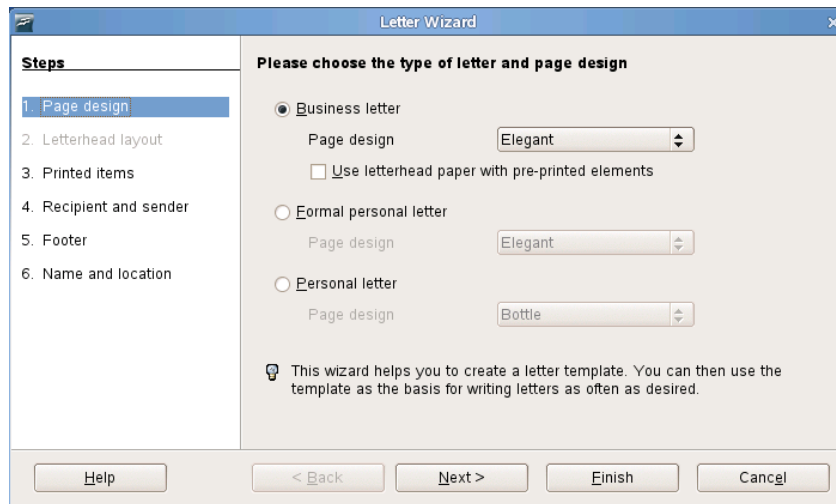 Letter Wizard
Steps
1. Page design
2. Letterhead layout
3. Printed items
4. Recipient and sender
5. Footer
6. Name and location
Please choose the type of letter and page design
Business letter
Page design Elegant
Use letterhead paper with pre-printed elements
Formal personal letter
Page design Elegant
Personal letter
Page design Bottle
This wizard helps you to create a letter template. You can then use the
template as the basis for writing letters as often as desired.
Help < Back Next > Finish Cancel